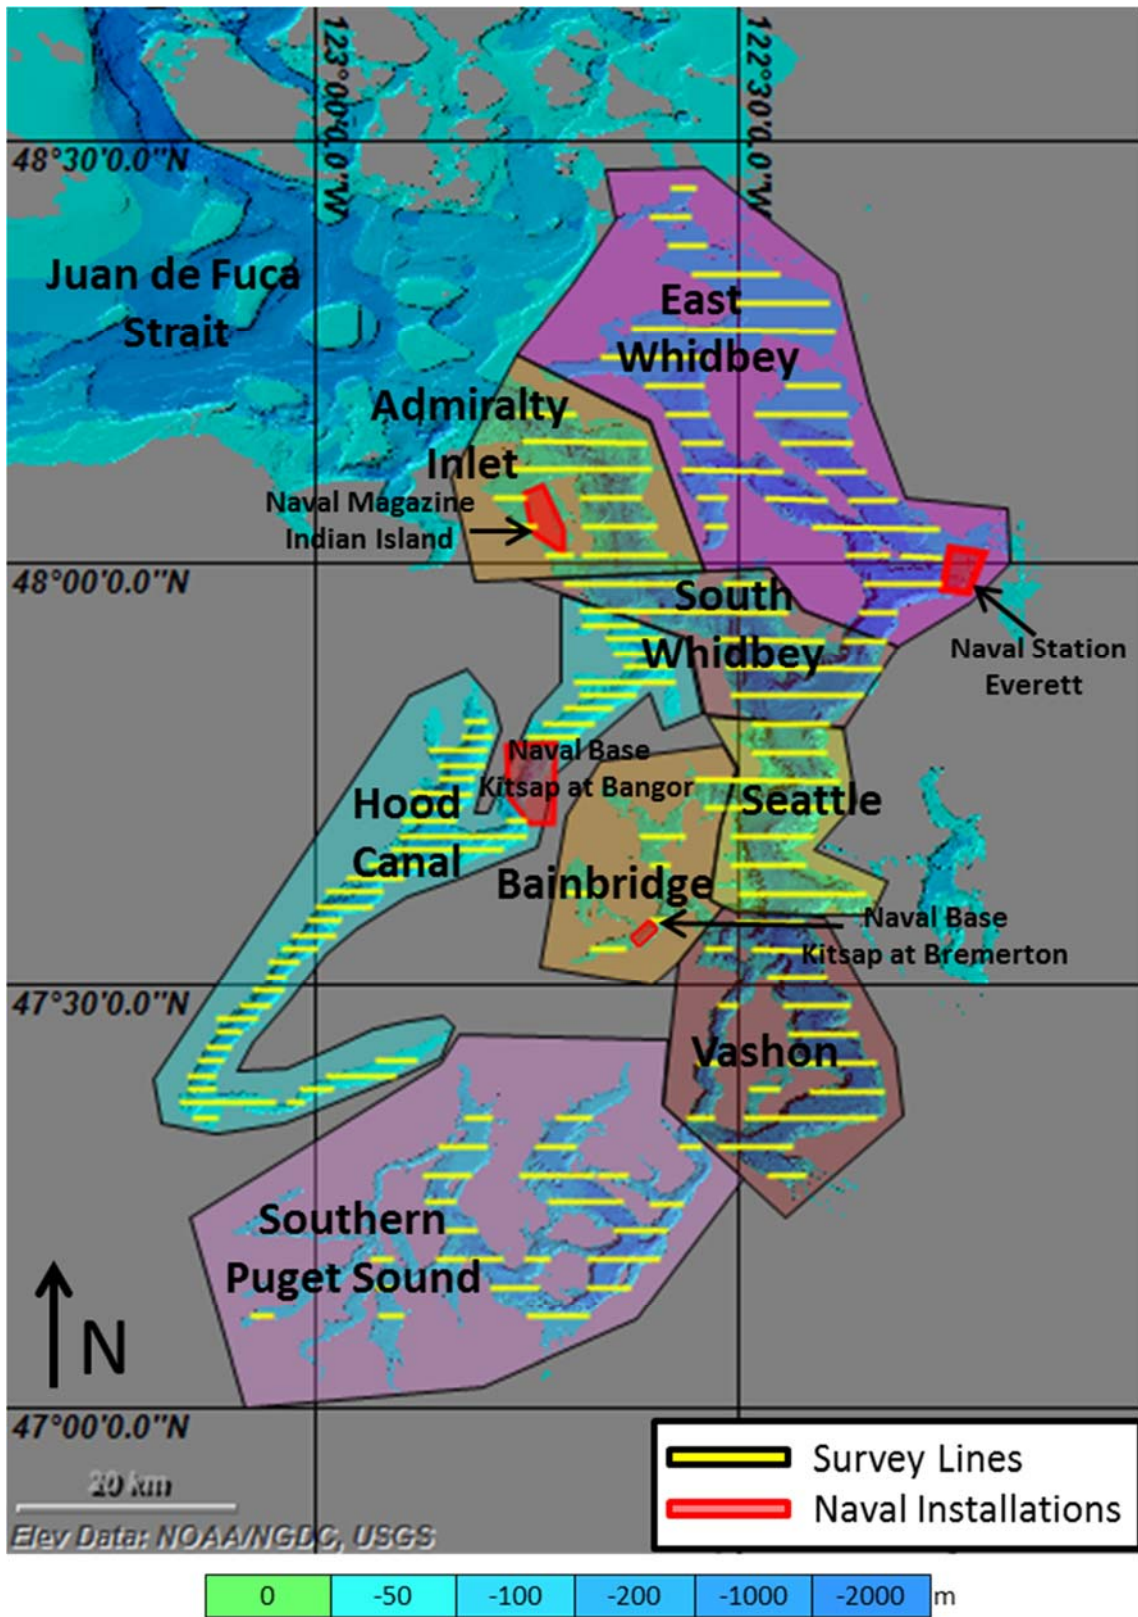 123°00'0.0"W
122°30'0.0"W
48°30'0.0"N
Juan de Fuca
Strait
East
Whidbey
Admiralty
Inlet
Naval Magazine
Indian Island
48°00'0.0"N
South
Whidbey
Naval Station
Everett
Naval Base
Kitsap at Bangor
Hood
Canal
Seattle
Bainbridge
Naval Base
Kitsap at Bremerton
47°30'0.0"N
Vashon
Southern
Puget Sound
N
47°00'0.0"N
Survey Lines
Naval Installations
20 km
Elev Data: NOAA/NGDC, USGS
0 -50 -100 -200 -1000 -2000 m